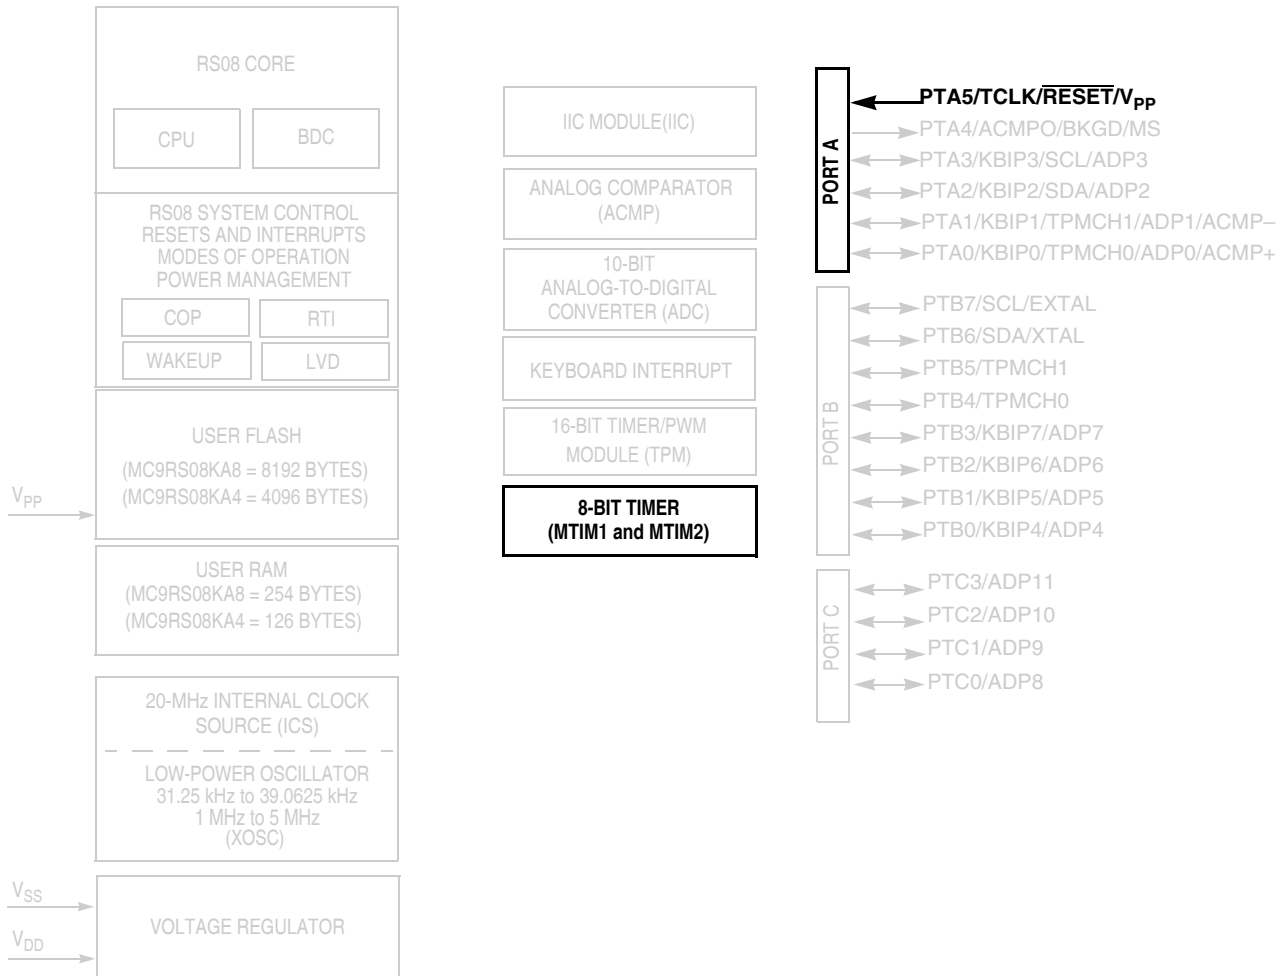 RS08 CORE
CPU
BDC
RS08 SYSTEM CONTROL
RESETS AND INTERRUPTS
MODES OF OPERATION
POWER MANAGEMENT
COP
RTI
WAKEUP
LVD
USER FLASH
(MC9RS08KA8 = 8192 BYTES)
(MC9RS08KA4 = 4096 BYTES)
VPP
USER RAM
(MC9RS08KA8 = 254 BYTES)
(MC9RS08KA4 = 126 BYTES)
20-MHz INTERNAL CLOCK
SOURCE (ICS)
LOW-POWER OSCILLATOR
31.25 kHz to 39.0625 kHz
1 MHz to 5 MHz
(XOSC)
VSS
VDD
VOLTAGE REGULATOR
IIC MODULE(IIC)
ANALOG COMPARATOR
(ACMP)
10-BIT
ANALOG-TO-DIGITAL
CONVERTER (ADC)
KEYBOARD INTERRUPT
16-BIT TIMER/PWM
MODULE (TPM)
8-BIT TIMER
(MTIM1 and MTIM2)
PORT A
PTA5/TCLK/RESET/VPP
PTA4/ACMPO/BKGD/MS
PTA3/KBIP3/SCL/ADP3
PTA2/KBIP2/SDA/ADP2
PTA1/KBIP1/TPMCH1/ADP1/ACMP–
PTA0/KBIP0/TPMCH0/ADP0/ACMP+
PORT B
PTB7/SCL/EXTAL
PTB6/SDA/XTAL
PTB5/TPMCH1
PTB4/TPMCH0
PTB3/KBIP7/ADP7
PTB2/KBIP6/ADP6
PTB1/KBIP5/ADP5
PTB0/KBIP4/ADP4
PORT C
PTC3/ADP11
PTC2/ADP10
PTC1/ADP9
PTC0/ADP8